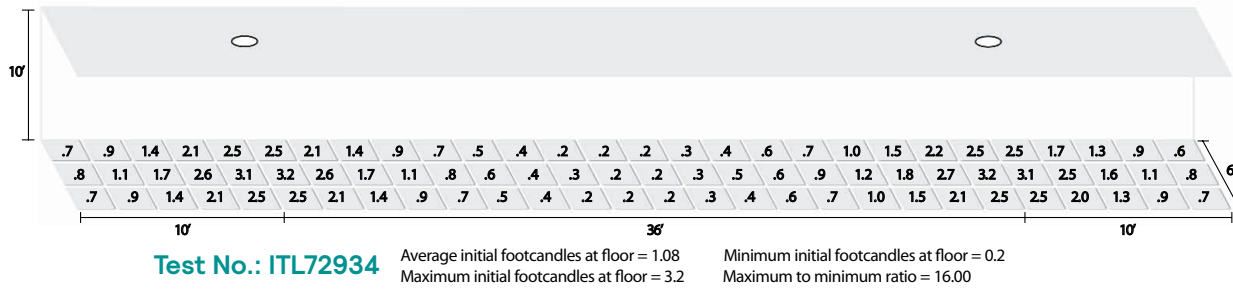 10'
.7 .9 1.4 2.1 2.5 2.5 2.1 1.4 .9 .7 .5 .4 .2 .2 .2 .3 .4 .6 .7 1.0 1.5 2.2 2.5 2.5 1.7 1.3 .9 .6
.8 1.1 1.7 2.6 3.1 3.2 2.6 1.7 1.1 .8 .6 .4 .3 .2 .2 .3 .5 .6 .9 1.2 1.8 2.7 3.2 3.1 2.5 1.6 1.1 .8
6
.7 .9 1.4 2.1 2.5 2.5 2.1 1.4 .9 .7 .5 .4 .2 .2 .2 .3 .4 .6 .7 1.0 1.5 2.1 2.5 2.5 2.0 1.3 .9 .7
10' 36' 10'
Test No.: ITL72934
Average initial footcandles at floor = 1.08 Minimum initial footcandles at floor = 0.2
Maximum initial footcandles at floor = 3.2 Maximum to minimum ratio = 16.00